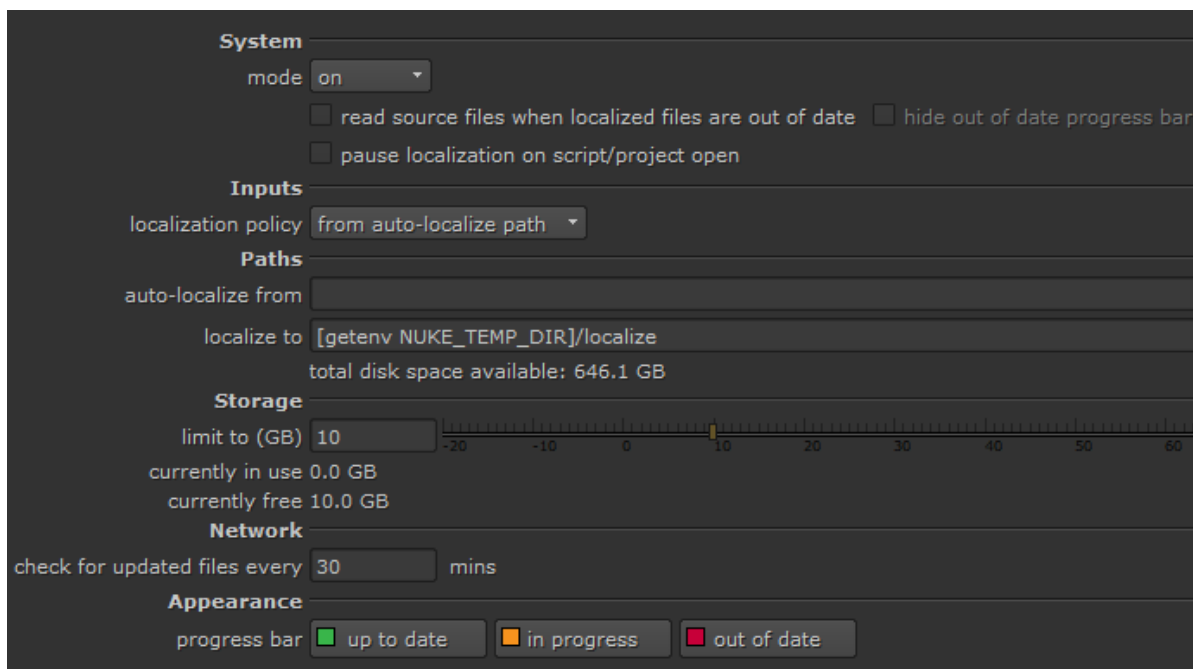 System
mode on
read source files when localized files are out of date hide out of date progress bar
pause localization on script/project open
Inputs
localization policy from auto-localize path
Paths
auto-localize from
localize to [getenv NUKE_TEMP_DIR]/localize
total disk space available: 646.1 GB
Storage
limit to (GB) 10 -20 -10 0 10 20 30 40 50 60
currently in use 0.0 GB
currently free 10.0 GB
Network
check for updated files every 30 mins
Appearance
progress bar up to date in progress out of date